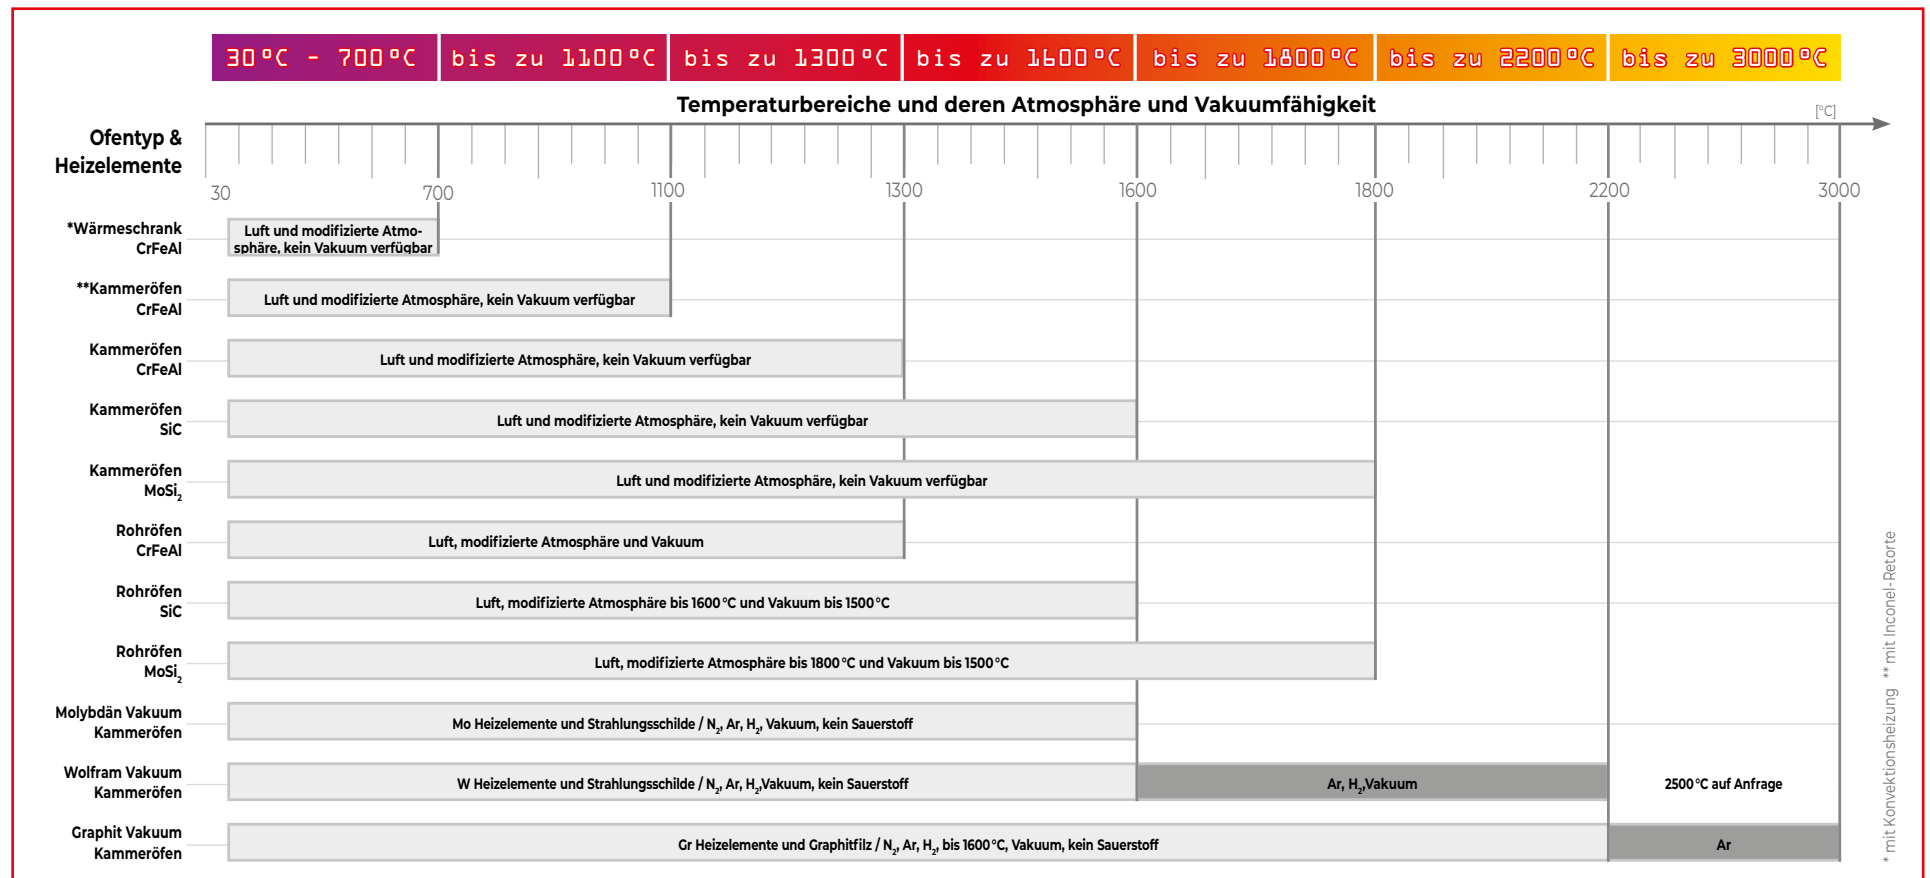 30°C - 700°C bis zu 1100°C bis zu 1300°C bis zu 1600°C bis zu 1800°C bis zu 2200°C bis zu 3000°C
Temperaturbereiche und deren Atmosphäre und Vakuumfähigkeit
[°C]
Ofentyp &
Heizelemente
30 700 1100 1300 1600 1800 2200 3000
*Wärmeschrank
CrFeAl
Luft und modifizierte Atmo-
sphäre, kein Vakuum verfügbar
**Kammeröfen
CrFeAl
Luft und modifizierte Atmosphäre, kein Vakuum verfügbar
Kammeröfen
CrFeAl
Luft und modifizierte Atmosphäre, kein Vakuum verfügbar
Kammeröfen
SiC
Luft und modifizierte Atmosphäre, kein Vakuum verfügbar
Kammeröfen
MoSi₂
Luft und modifizierte Atmosphäre, kein Vakuum verfügbar
Rohröfen
CrFeAl
Luft, modifizierte Atmosphäre und Vakuum
Rohröfen
SiC
Luft, modifizierte Atmosphäre bis 1600°C und Vakuum bis 1500°C
Rohröfen
MoSi₂
Luft, modifizierte Atmosphäre bis 1800°C und Vakuum bis 1500°C
Molybdän Vakuum
Kammeröfen
Mo Heizelemente und Strahlungsschilde / N₂, Ar, H₂, Vakuum, kein Sauerstoff
Wolfram Vakuum
Kammeröfen
W Heizelemente und Strahlungsschilde / N₂, Ar, H₂,Vakuum, kein Sauerstoff
Ar, H₂,Vakuum
2500°C auf Anfrage
Graphit Vakuum
Kammeröfen
Gr Heizelemente und Graphitfilz / N₂, Ar, H₂, bis 1600°C, Vakuum, kein Sauerstoff
Ar
* mit Konvektionsheizung ** mit Inconel-Retorte